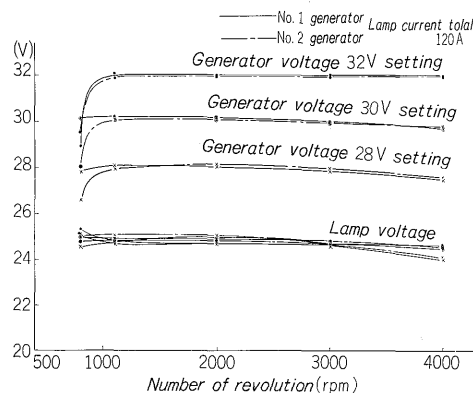 No.1 generator
No.2 generator
Lamp current total
120A
(V)
Generator voltage 32V setting
Generator voltage 30V setting
Generator voltage 28V setting
Lamp voltage
32
30
28
26
24
22
20
500 1000 2000 3000 4000
Number of revolution (rpm)